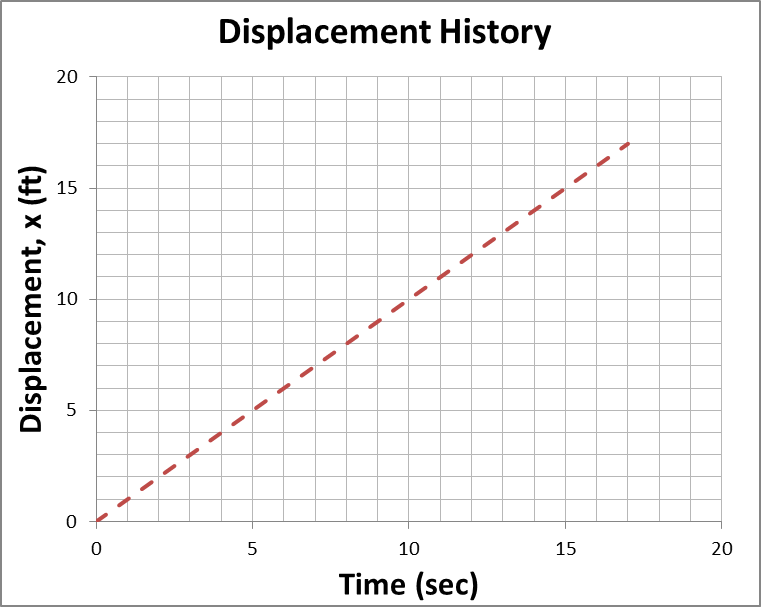 Displacement History
20
15
10
5
0
Displacement, x (ft)
0 5 10 15 20
Time (sec)